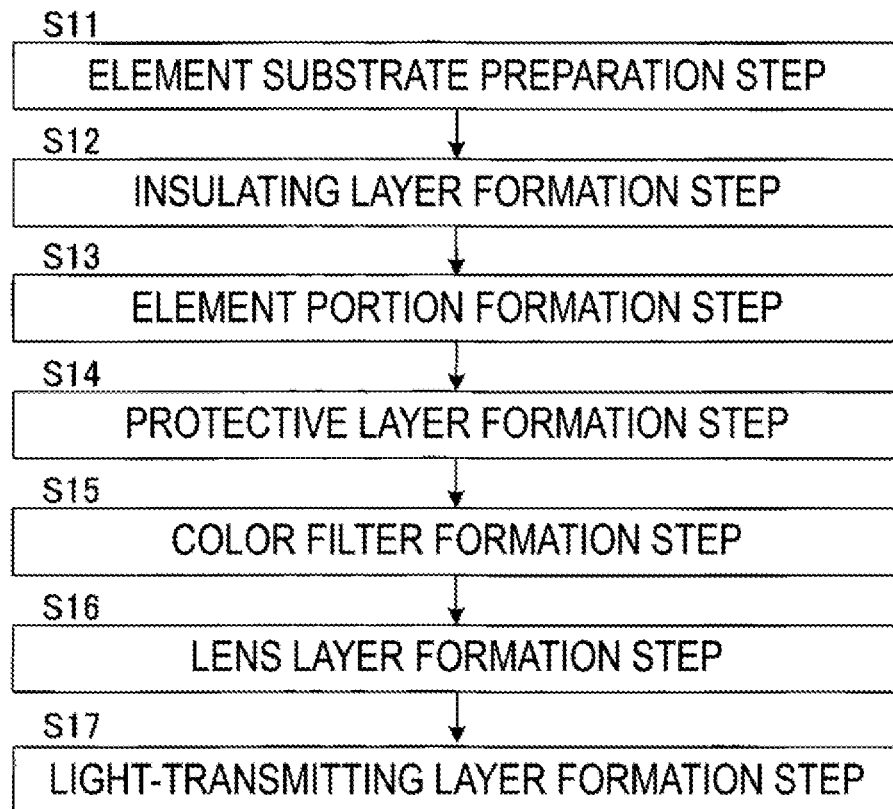 S11
ELEMENT SUBSTRATE PREPARATION STEP
S12
INSULATING LAYER FORMATION STEP
S13
ELEMENT PORTION FORMATION STEP
S14
PROTECTIVE LAYER FORMATION STEP
S15
COLOR FILTER FORMATION STEP
S16
LENS LAYER FORMATION STEP
S17
LIGHT-TRANSMITTING LAYER FORMATION STEP